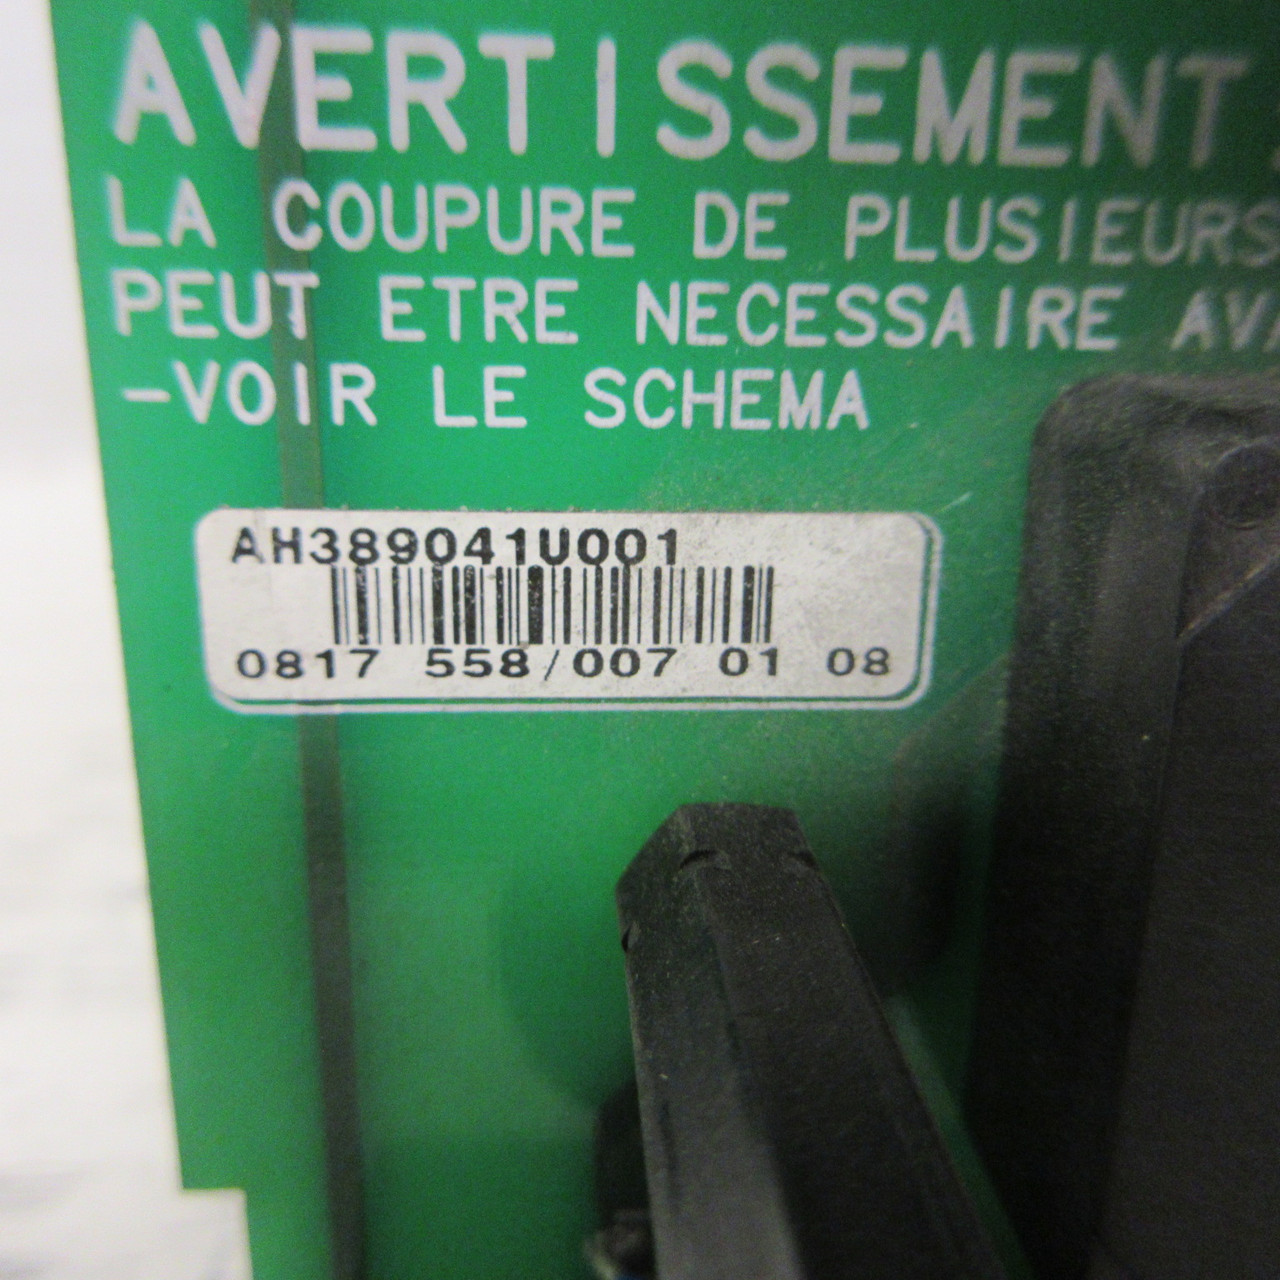 AVERTISSEMENT
LA COUPURE DE PLUSIEURS
PEUT ETRE NECESSAIRE
-VOIR LE SCHEMA
AH389041U001
0817 558/007 01 08